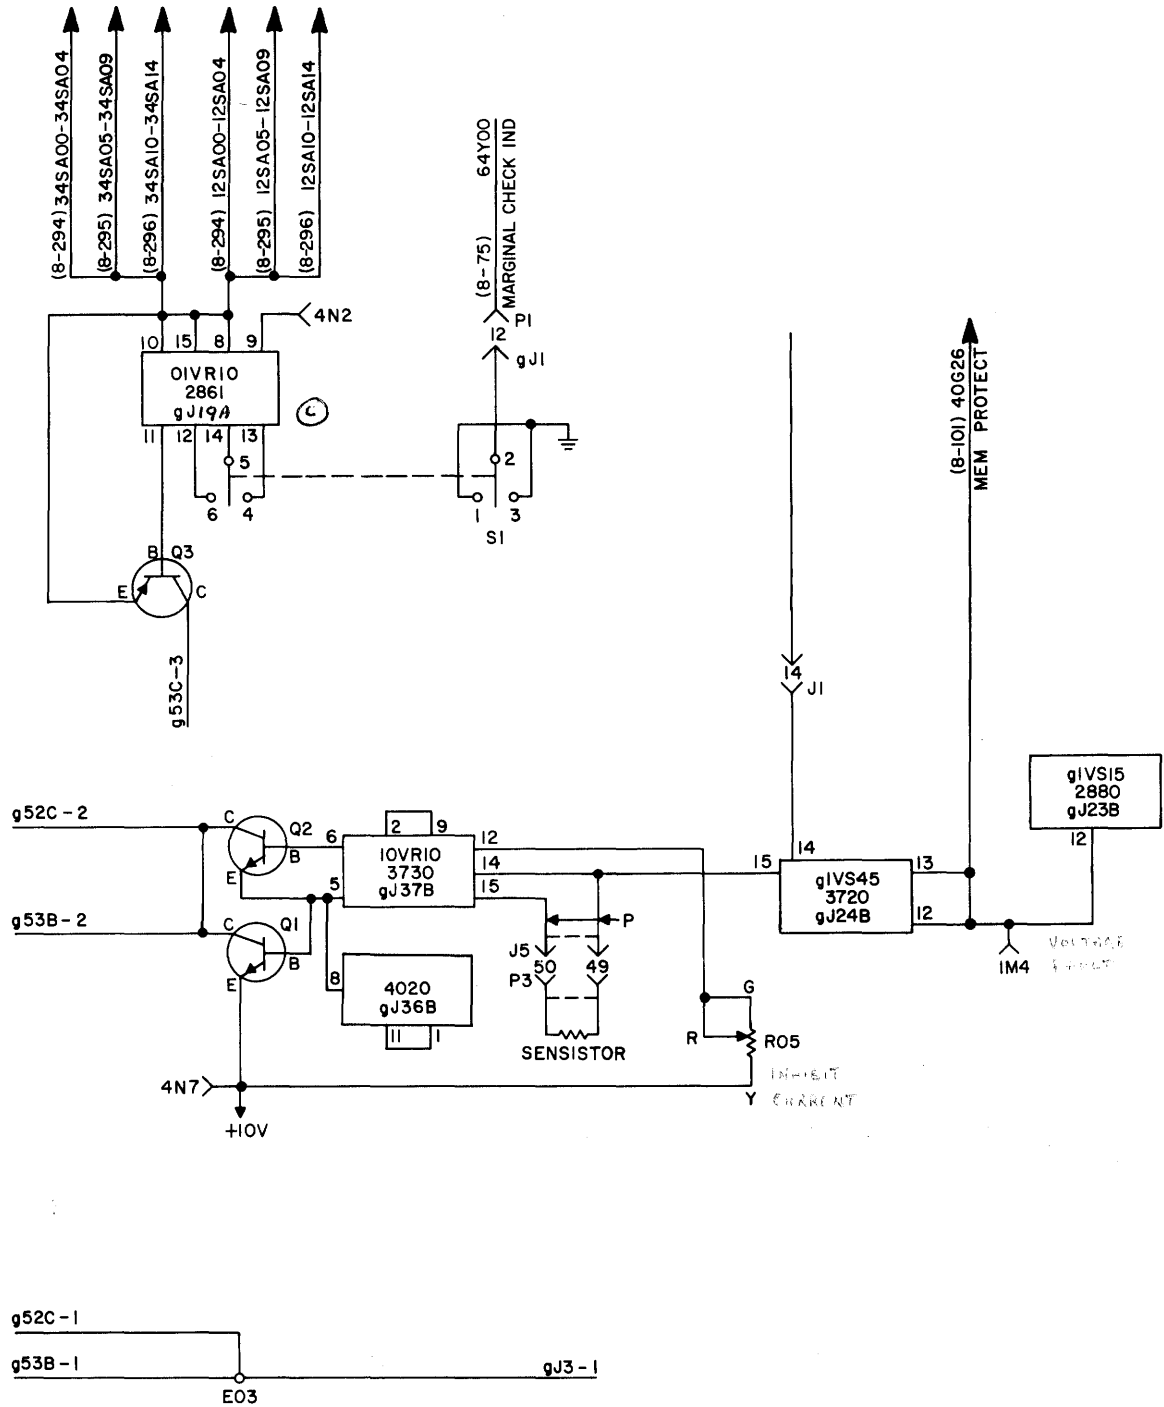 (8-294) 34SA00-34SA04
(8-295) 34SA05-34SA09
(8-296) 34SA10-34SA14
(8-294) 12SA00-12SA04
(8-295) 12SA05-12SA09
(8-296) 12SA10-12SA14
(8-75) 64Y00
MARGINAL CHECK IND
4N2
P1
12
gJ1
10 15 8 9
01VR10
2861
gJ19A
C
11 12 14 13
5
6 4
2
1 3
S1
(8-101) 40G26
MEM PROTECT
B Q3
E C
g53C-3
14
J1
g52C-2
C Q2
B
E
6 2 9 12
10VR10
3730
gJ37B
14
5 15
g53B-2
C Q1
B
E
8
4020
gJ36B
11 1
P
J5
50 49
P3
SENSISTOR
15 14 13
g1VS45
3720
gJ24B
12
g1VS15
2880
gJ23B
12
1M4
VOLTAGE
G
R R05
Y
INHIBIT
CURRENT
4N7
+10V
g52C-1
g53B-1 gJ3-1
E03